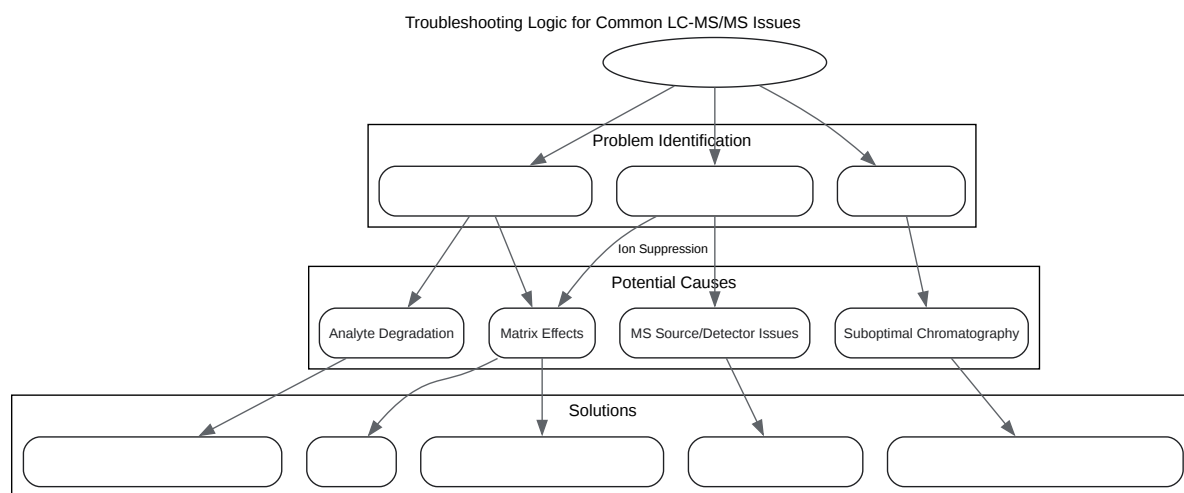 Troubleshooting Logic for Common LC-MS/MS Issues
Problem Identification
Ion Suppression
Potential Causes
Analyte Degradation
Matrix Effects
MS Source/Detector Issues
Suboptimal Chromatography
Solutions